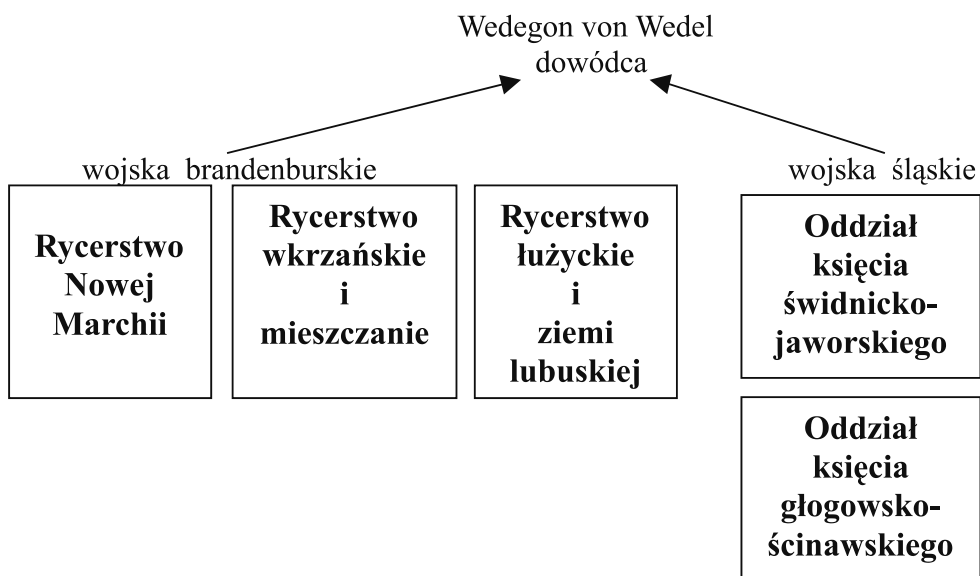 Wedegon von Wedel
dowódca
wojska brandenburskie
wojska śląskie
Rycerstwo
Nowej
Marchii
Rycerstwo
wkrzańskie
i
mieszczanie
Rycerstwo
łużyckie
i
ziemi
lubuskiej
Oddział
księcia
świdnicko-
jaworskiego
Oddział
księcia
głogowsko-
ścinawskiego